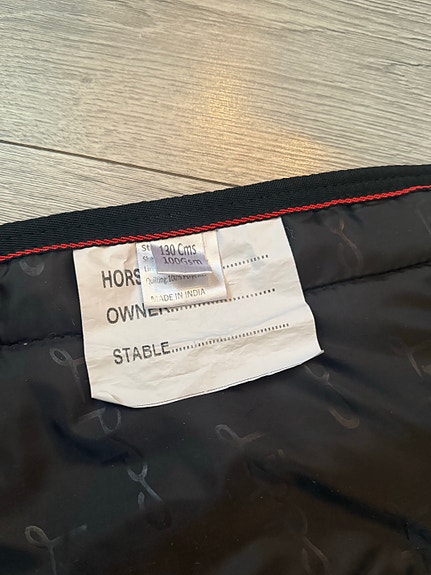 130 Cms
100Gsm
MADE IN INDIA
HORS
OWNER
STABLE